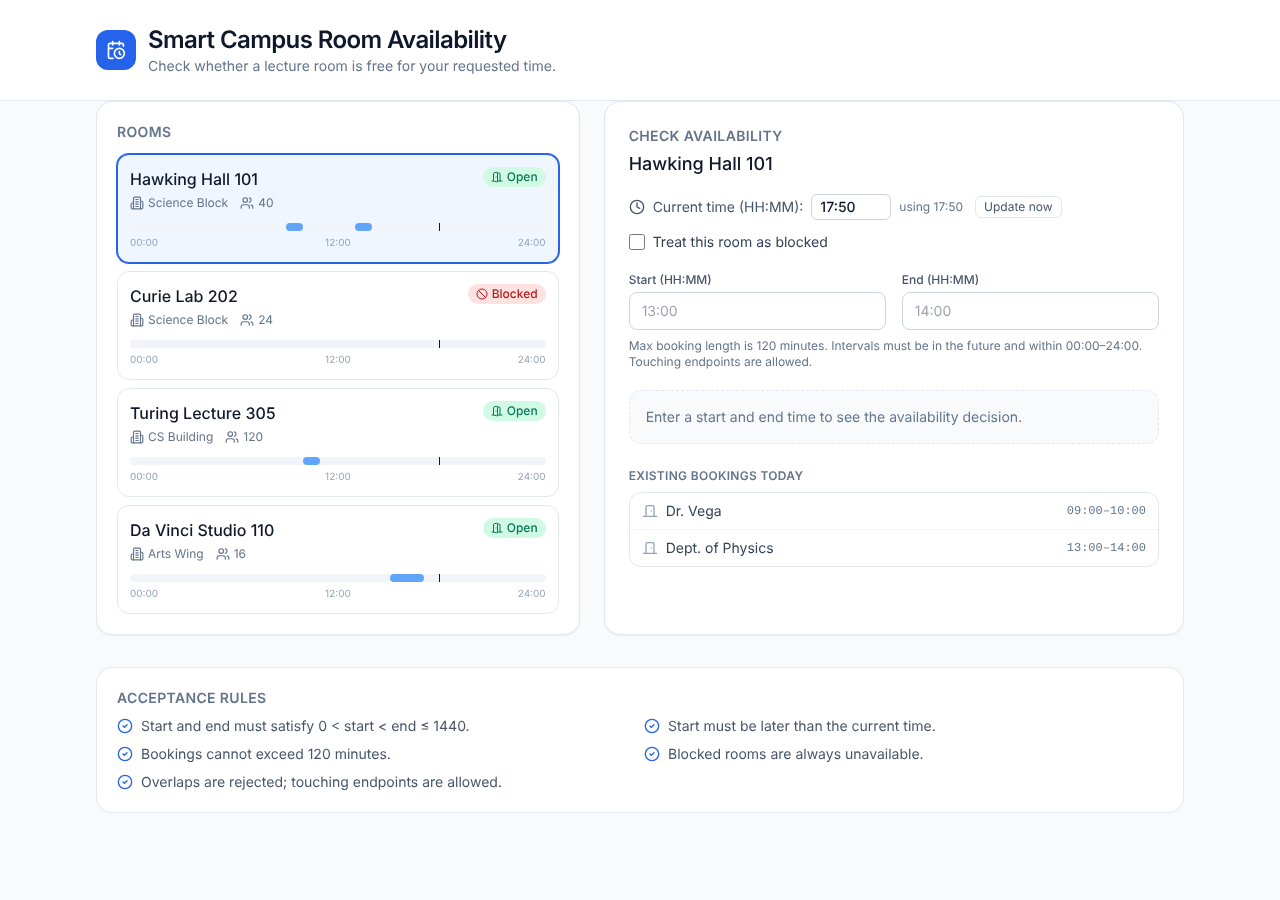 Smart Campus Room Availability
Check whether a lecture room is free for your requested time.
ROOMS
Hawking Hall 101
Open
Science Block 40
00:00 12:00 24:00
Curie Lab 202
Blocked
Science Block 24
00:00 12:00 24:00
Turing Lecture 305
Open
CS Building 120
00:00 12:00 24:00
Da Vinci Studio 110
Open
Arts Wing 16
00:00 12:00 24:00
CHECK AVAILABILITY
Hawking Hall 101
Current time (HH:MM): 17:50 using 17:50 Update now
Treat this room as blocked
Start (HH:MM) End (HH:MM)
13:00 14:00
Max booking length is 120 minutes. Intervals must be in the future and within 00:00–24:00.
Touching endpoints are allowed.
Enter a start and end time to see the availability decision.
EXISTING BOOKINGS TODAY
Dr. Vega 09:00–10:00
Dept. of Physics 13:00–14:00
ACCEPTANCE RULES
Start and end must satisfy 0 < start < end ≤ 1440.
Start must be later than the current time.
Bookings cannot exceed 120 minutes.
Blocked rooms are always unavailable.
Overlaps are rejected; touching endpoints are allowed.